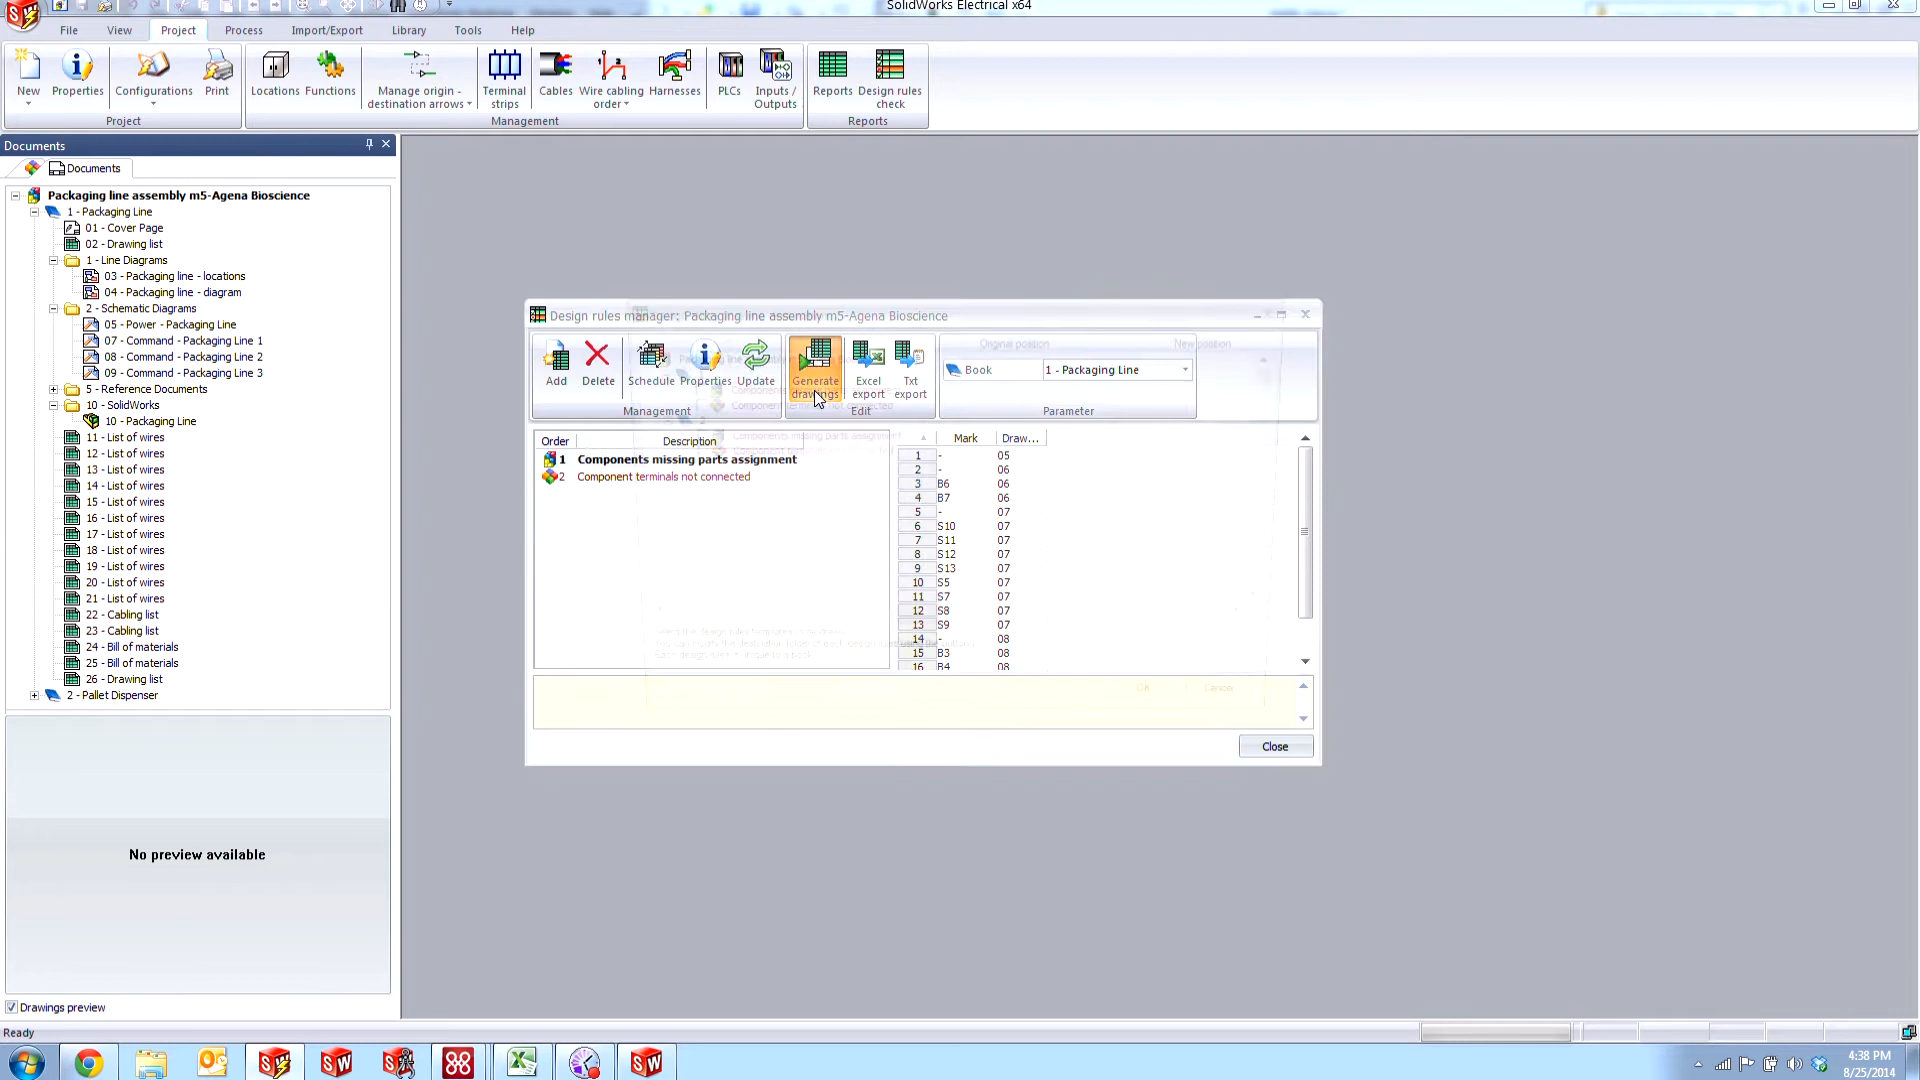 SolidWorks Electrical x64
File View Project Process Import/Export Library Tools Help
New Properties Configurations Print Locations Functions Manage origin - destination arrows Terminal strips Cables Wire cabling order Harnesses PLCs Inputs / Outputs Reports Design rules check
Project Management Reports
Documents
Documents
Packaging line assembly m5-Agena Bioscience
1 - Packaging Line
01 - Cover Page
02 - Drawing list
1 - Line Diagrams
03 - Packaging line - locations
04 - Packaging line - diagram
2 - Schematic Diagrams
05 - Power - Packaging Line
07 - Command - Packaging Line 1
08 - Command - Packaging Line 2
09 - Command - Packaging Line 3
5 - Reference Documents
10 - SolidWorks
10 - Packaging Line
11 - List of wires
12 - List of wires
13 - List of wires
14 - List of wires
15 - List of wires
16 - List of wires
17 - List of wires
18 - List of wires
19 - List of wires
20 - List of wires
21 - List of wires
22 - Cabling list
23 - Cabling list
24 - Bill of materials
25 - Bill of materials
26 - Drawing list
2 - Pallet Dispenser
No preview available
Drawings preview
Ready
Design rules manager: Packaging line assembly m5-Agena Bioscience
Original position New position
Add Delete Schedule Properties Update Generate drawings Excel export Txt export
Book 1 - Packaging Line
Management Edit Parameter
Order Description
1 Components missing parts assignment
2 Component terminals not connected
Mark Draw...
1 - 05
2 - 06
3 B6 06
4 B7 06
5 - 07
6 S10 07
7 S11 07
8 S12 07
9 S13 07
10 S5 07
11 S7 07
12 S8 07
13 S9 07
14 - 08
15 B3 08
16 B4 08
OK Cancel
Close
4:38 PM
8/25/2014